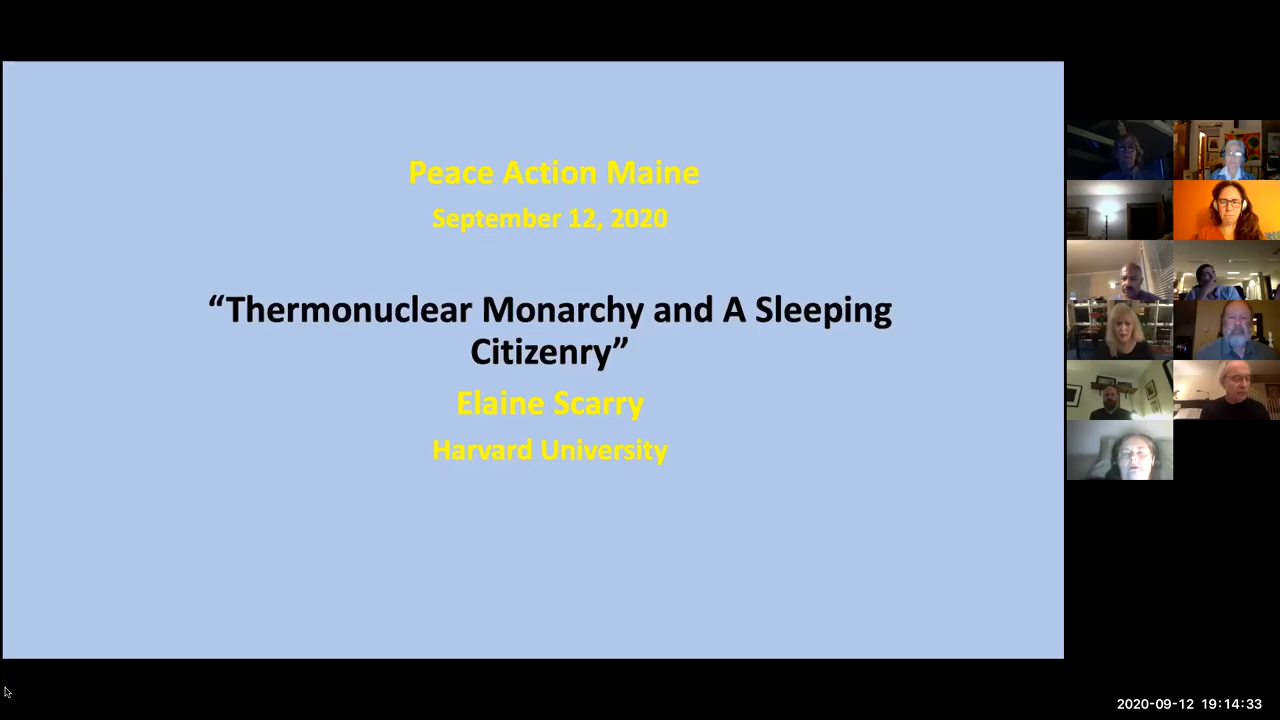 Peace Action Maine
September 12, 2020
“Thermonuclear Monarchy and A Sleeping
Citizenry”
Elaine Scarry
Harvard University
2020-09-12 19:14:33